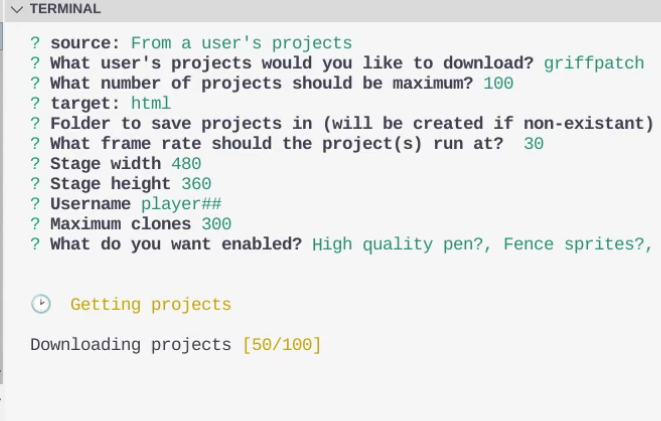 TERMINAL
? source: From a user's projects
? What user's projects would you like to download? griffpatch
? What number of projects should be maximum? 100
? target: html
? Folder to save projects in (will be created if non-existant)
? What frame rate should the project(s) run at?  30
? Stage width 480
? Stage height 360
? Username player##
? Maximum clones 300
? What do you want enabled? High quality pen?, Fence sprites?,
Getting projects
Downloading projects [50/100]